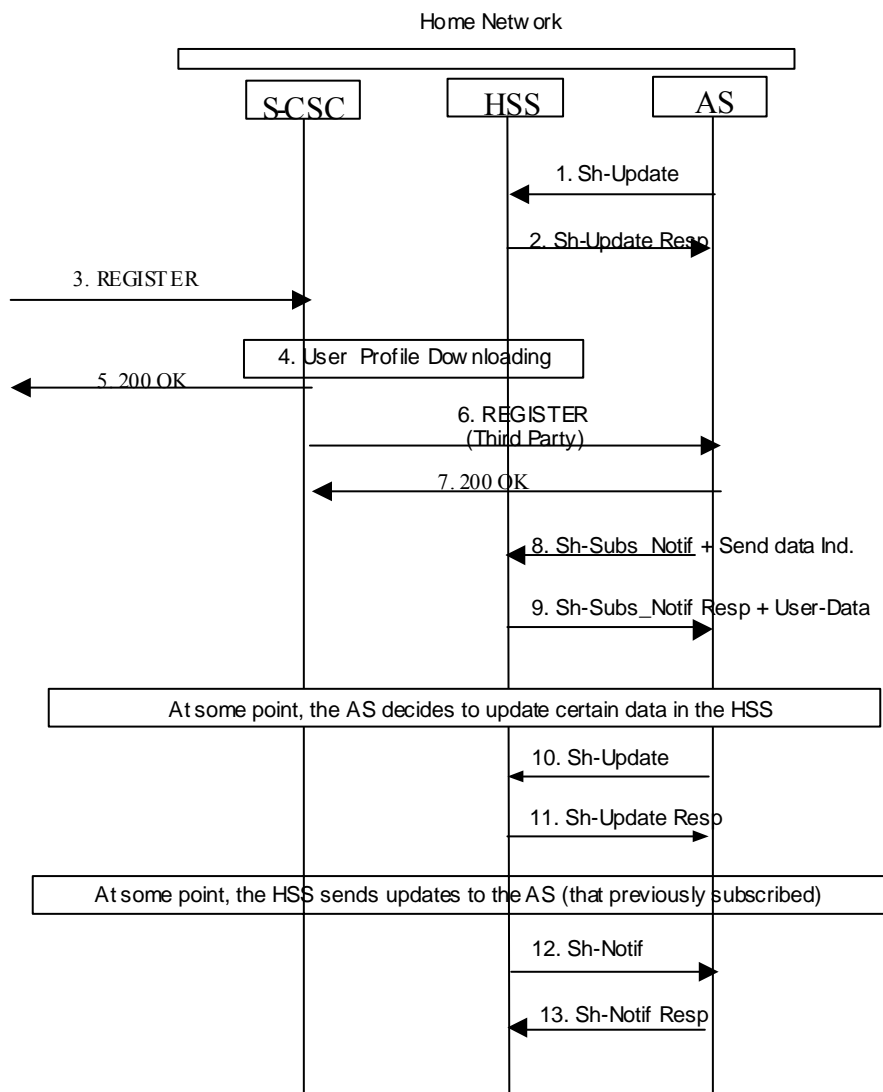 Home Network
S-CSC
HSS
AS
1. Sh-Update
2. Sh-Update Resp
3. REGISTER
4. User Profile Downloading
5. 200 OK
6. REGISTER
(Third Party)
7. 200 OK
8. Sh-Subs_Notif + Send data Ind.
9. Sh-Subs_Notif Resp + User-Data
At some point, the AS decides to update certain data in the HSS
10. Sh-Update
11. Sh-Update Resp
At some point, the HSS sends updates to the AS (that previously subscribed)
12. Sh-Notif
13. Sh-Notif Resp